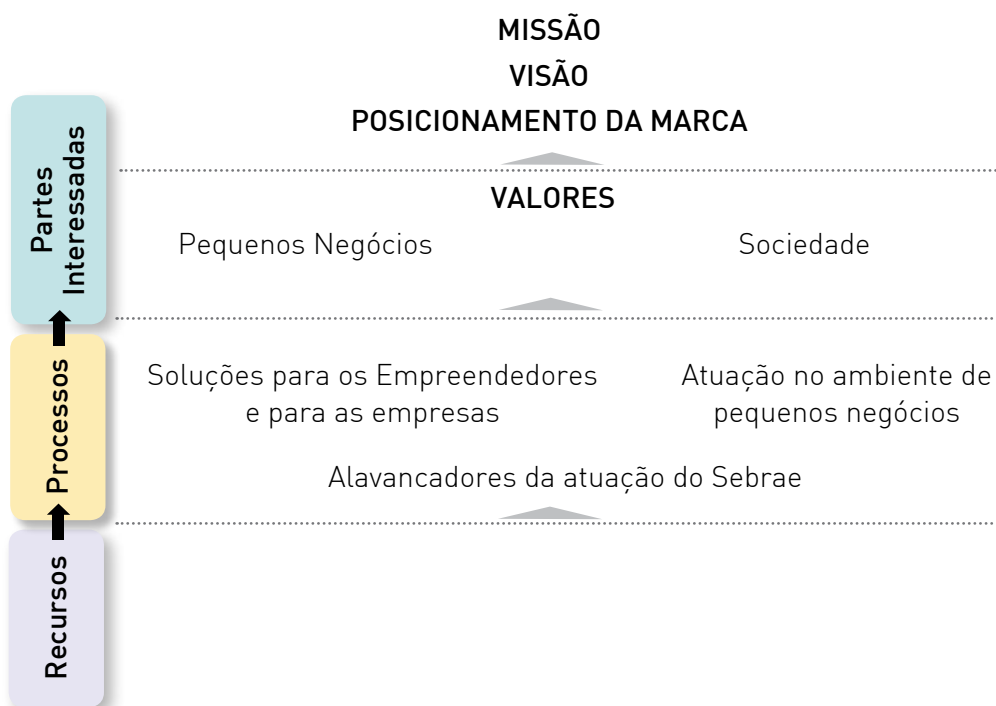 MISSÃO
VISÃO
POSICIONAMENTO DA MARCA
Partes
Interessadas
VALORES
Pequenos Negócios
Sociedade
Processos
Soluções para os Empreendedores
e para as empresas
Atuação no ambiente de
pequenos negócios
Alavancadores da atuação do Sebrae
Recursos